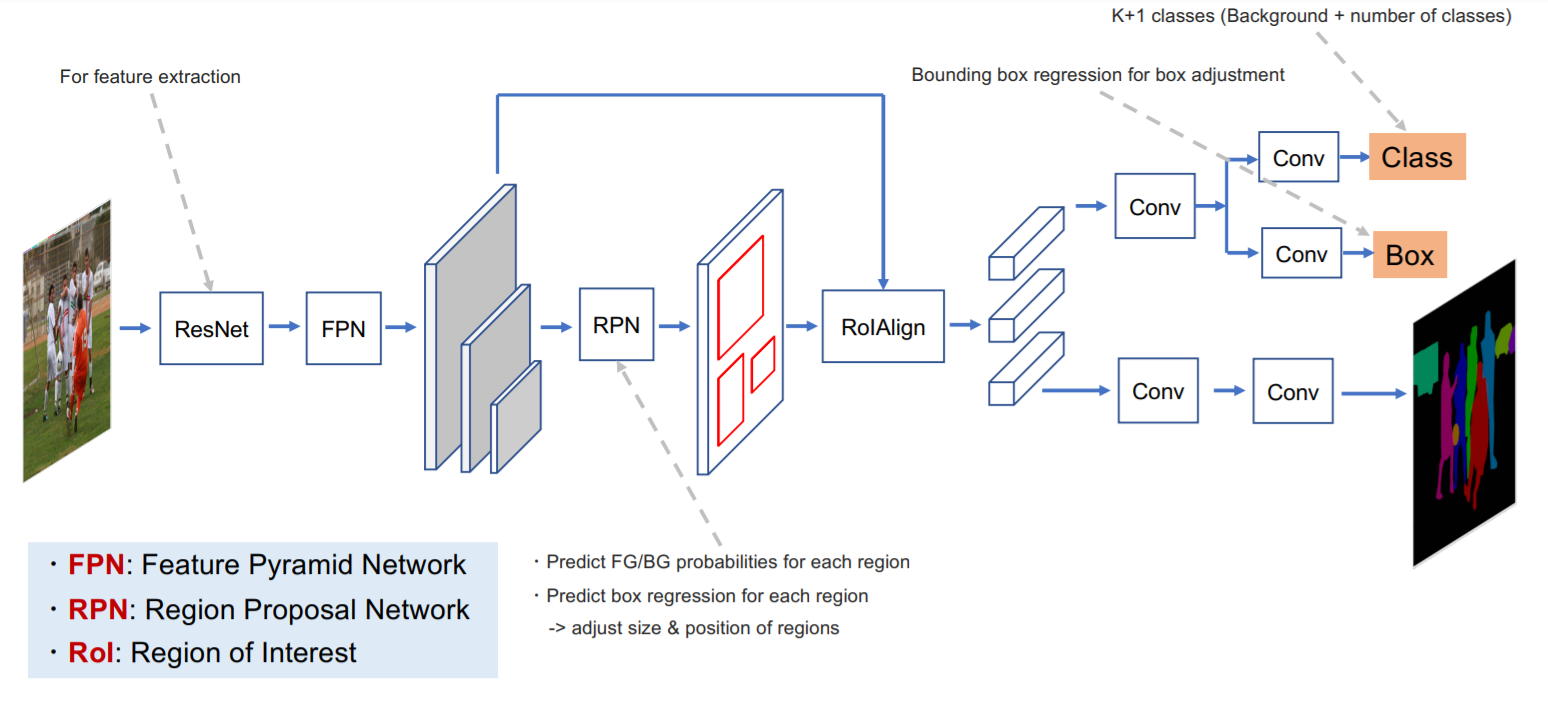 K+1 classes (Background + number of classes)
For feature extraction
Bounding box regression for box adjustment
Conv
Class
Conv
Conv
Box
ResNet
FPN
RPN
RoIAlign
Conv
Conv
· FPN: Feature Pyramid Network
· RPN: Region Proposal Network
· RoI: Region of Interest
· Predict FG/BG probabilities for each region
· Predict box regression for each region
-> adjust size & position of regions